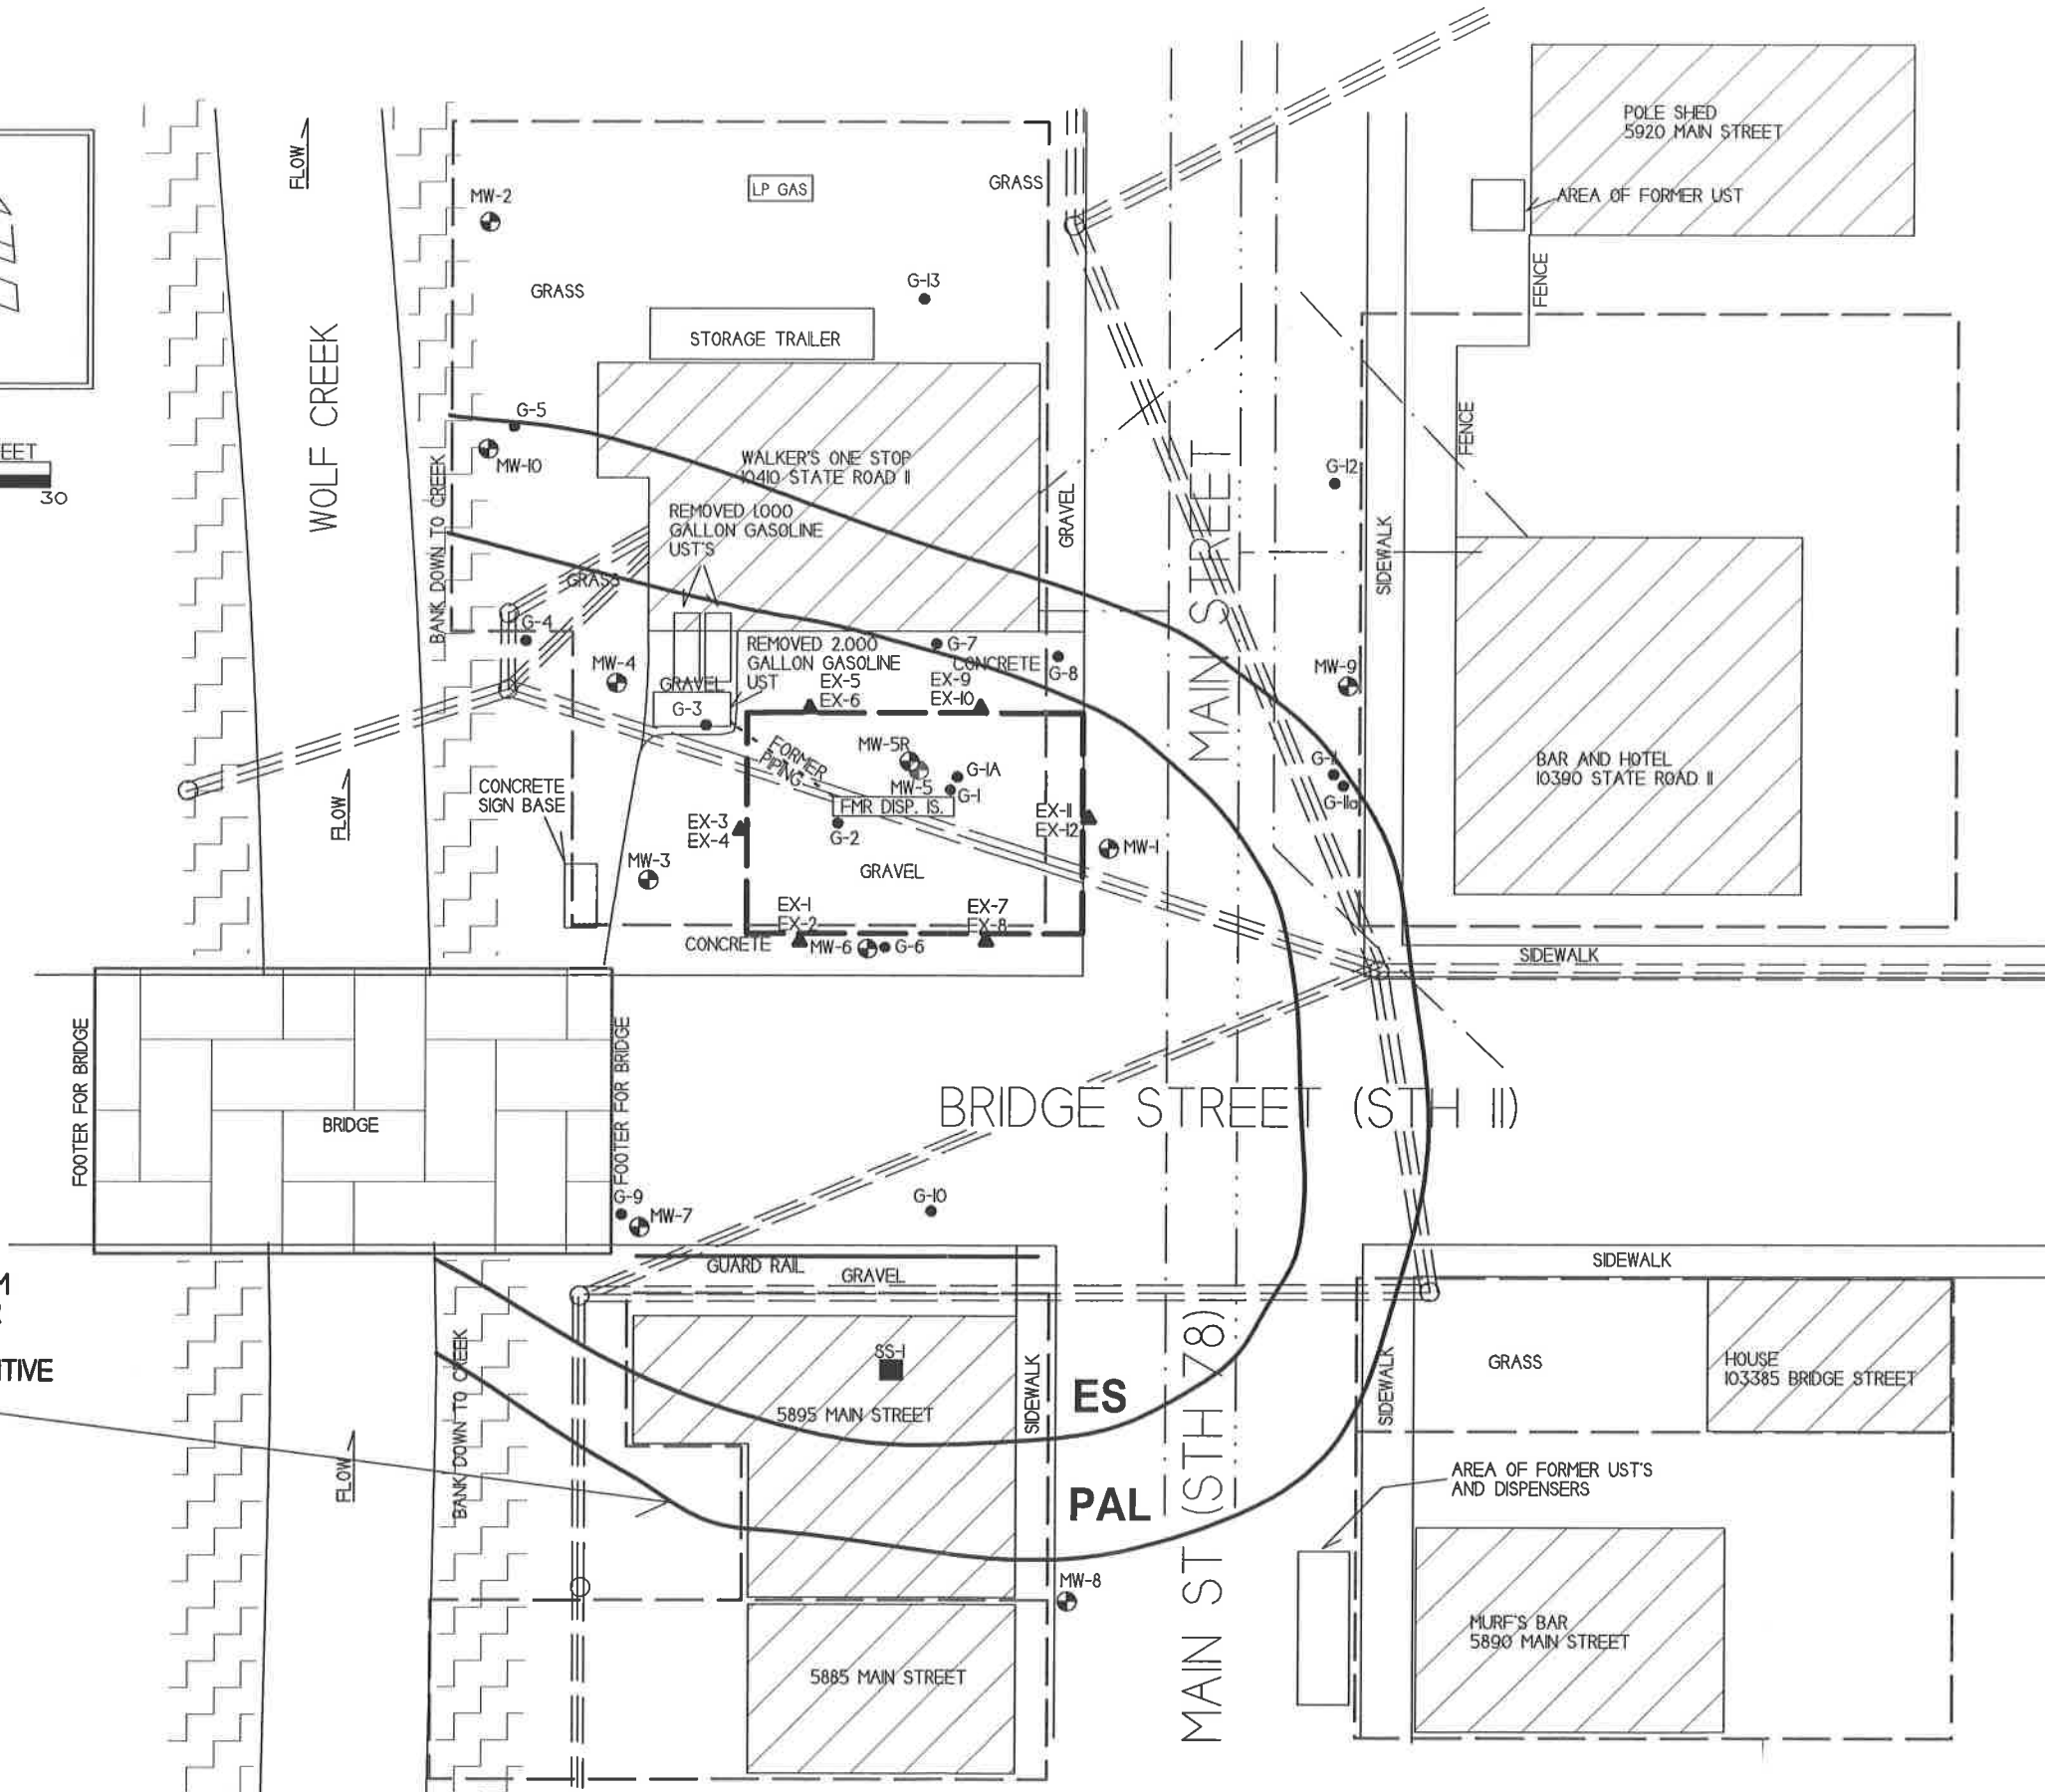 POLE SHED
5920 MAIN STREET
AREA OF FORMER UST
FENCE
FLOW
MW-2
LP GAS
GRASS
GRASS
G-13
STORAGE TRAILER
WOLF CREEK
30
G-5
MW-10
BANK DOWN TO CREEK
WALKER'S ONE STOP
10410 STATE ROAD 11
REMOVED 1,000
GALLON GASOLINE
UST'S
GRAVEL
MAIN STREET
G-12
SIDEWALK
FENCE
GRASS
G-4
MW-4
REMOVED 2,000
GALLON GASOLINE
UST
GRAVEL
G-3
G-7
CONCRETE
G-8
EX-5
EX-6
EX-9
EX-10
MW-9
BAR AND HOTEL
10390 STATE ROAD 11
G-11
G-11a
FORMER
PIPING
MW-5R
MW-5
G-1A
G-1
FMR DISP. IS.
G-2
CONCRETE
SIGN BASE
FLOW
EX-3
EX-4
EX-11
EX-12
MW-1
MW-3
GRAVEL
EX-1
EX-2
EX-7
EX-8
CONCRETE
MW-6
G-6
SIDEWALK
FOOTER FOR BRIDGE
BRIDGE
FOOTER FOR BRIDGE
BRIDGE STREET (STH 11)
G-9
MW-7
G-10
GUARD RAIL
GRAVEL
SIDEWALK
SS-1
5895 MAIN STREET
SIDEWALK
ES
PAL
MAIN ST (STH 78)
SIDEWALK
GRASS
HOUSE
103385 BRIDGE STREET
AREA OF FORMER UST'S
AND DISPENSERS
BANK DOWN TO CREEK
FLOW
MW-8
5885 MAIN STREET
MURF'S BAR
5890 MAIN STREET